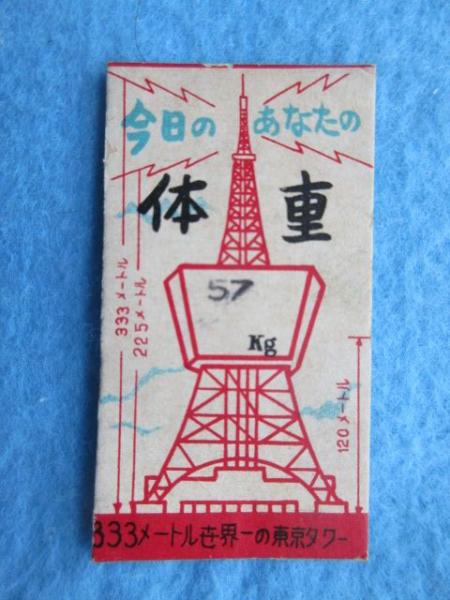 今日の あなたの
体 重
57
Kg
333メートル
225メートル
120メートル
333メートル世界一の東京タワー